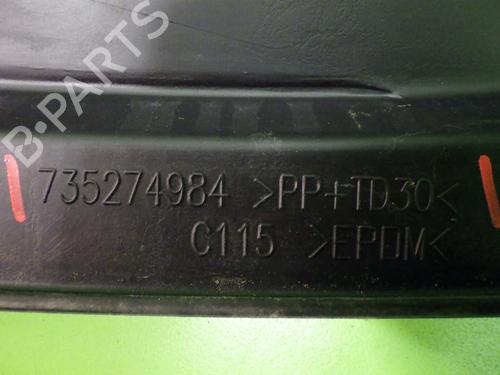 B-PARTS
735274984 >PP+TD30<
C115 >EPDM<